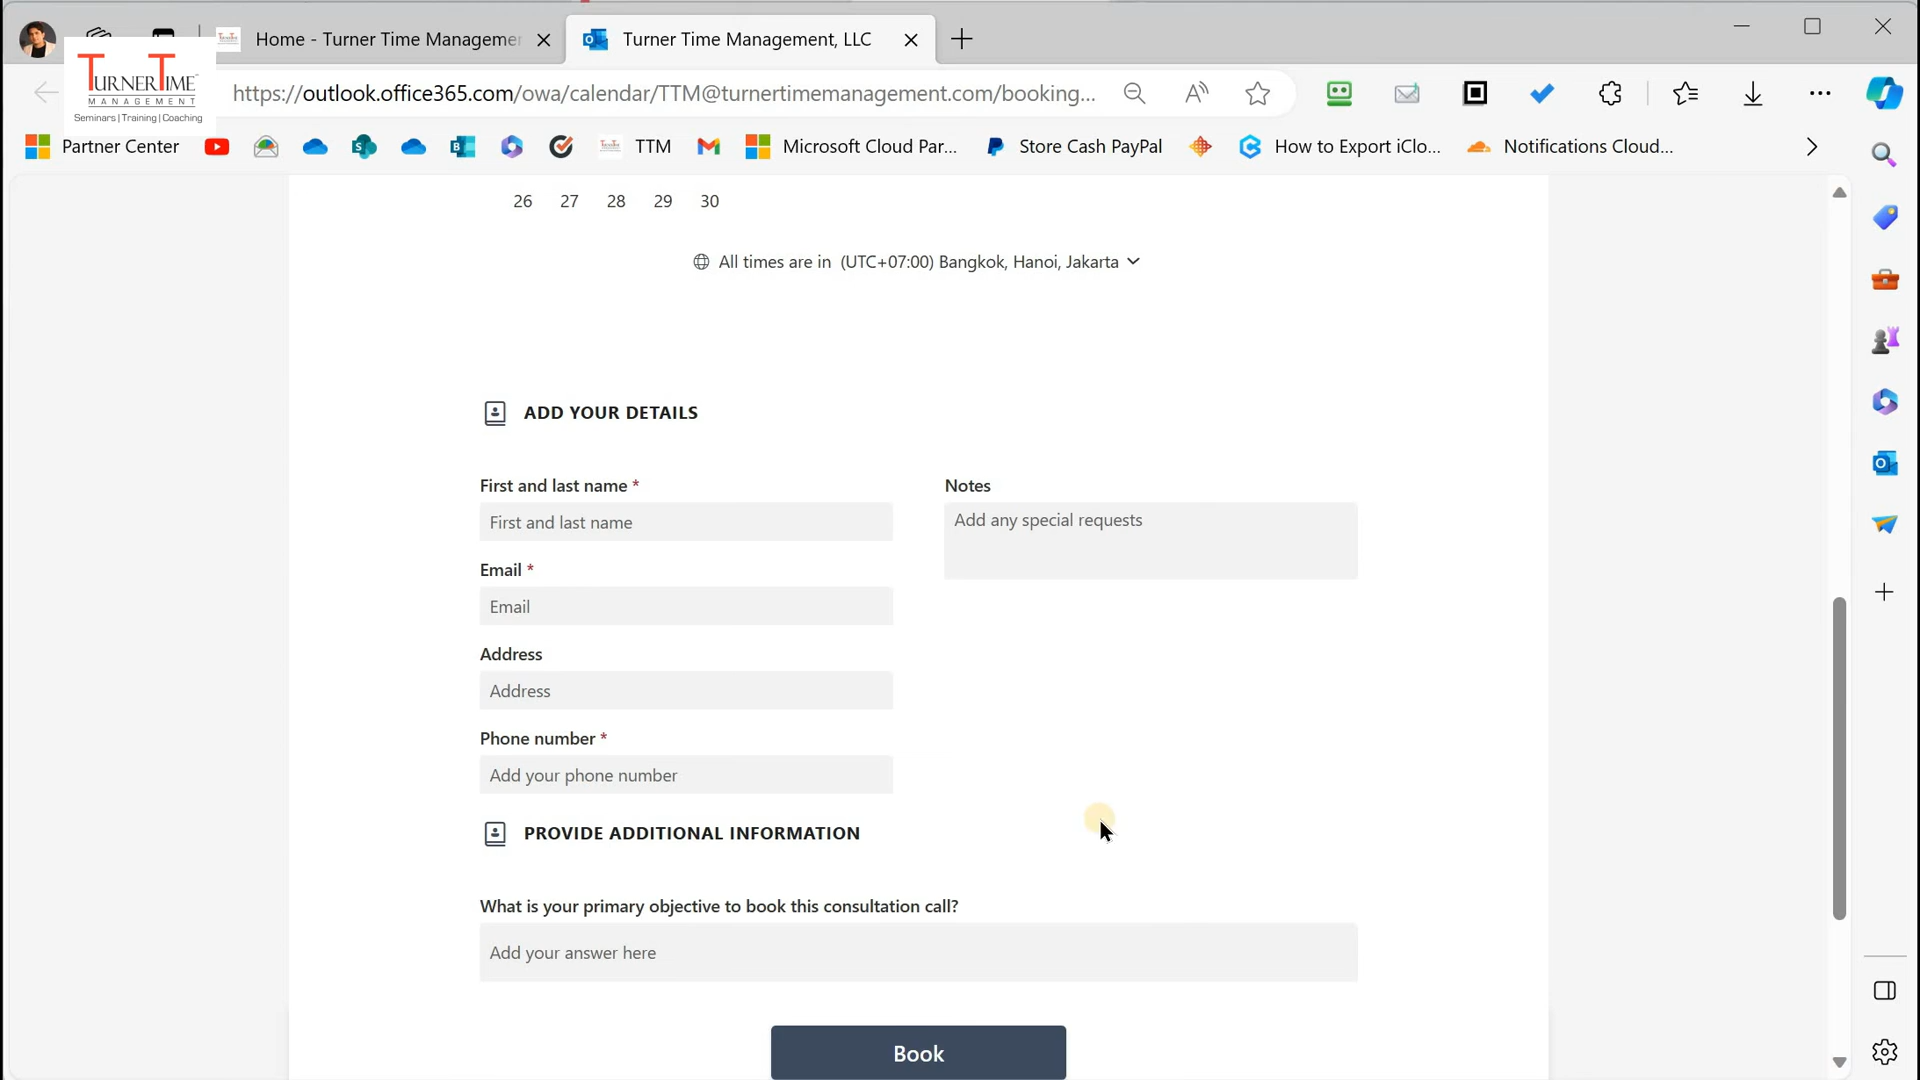 Home - Turner Time Managemer
Turner Time Management, LLC
TURNERTIME
MANAGEMENT
Seminars | Training | Coaching
https://outlook.office365.com/owa/calendar/TTM@turnertimemanagement.com/booking...
Partner Center
TTM
Microsoft Cloud Par...
Store Cash PayPal
How to Export iClo...
Notifications Cloud...
26 27 28 29 30
All times are in (UTC+07:00) Bangkok, Hanoi, Jakarta
ADD YOUR DETAILS
First and last name *
First and last name
Email *
Email
Address
Address
Phone number *
Add your phone number
Notes
Add any special requests
PROVIDE ADDITIONAL INFORMATION
What is your primary objective to book this consultation call?
Add your answer here
Book